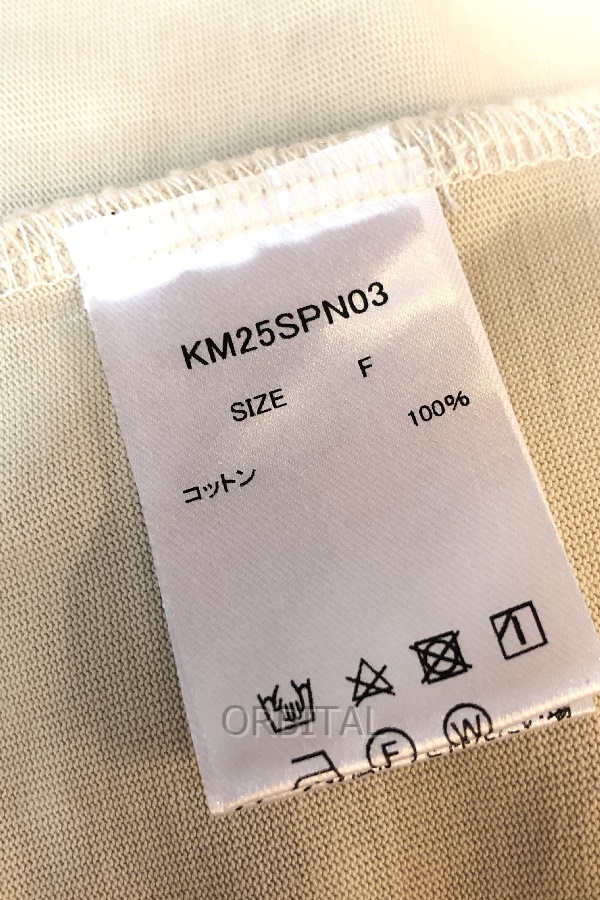 KM25SPN03
SIZE F
コットン 100%
ORBITAL
F W